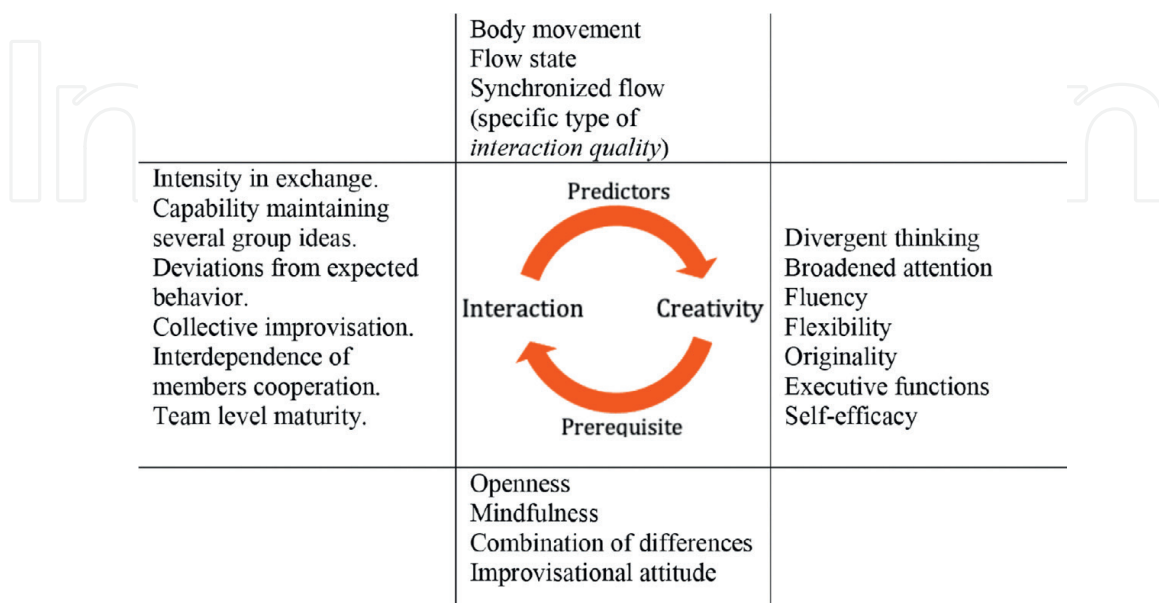 Body movement
Flow state
Synchronized flow
(specific type of
interaction quality)
Intensity in exchange.
Capability maintaining
several group ideas.
Deviations from expected
behavior.
Collective improvisation.
Interdependence of
members cooperation.
Team level maturity.
Predictors
Interaction
Creativity
Prerequisite
Divergent thinking
Broadened attention
Fluency
Flexibility
Originality
Executive functions
Self-efficacy
Openness
Mindfulness
Combination of differences
Improvisational attitude